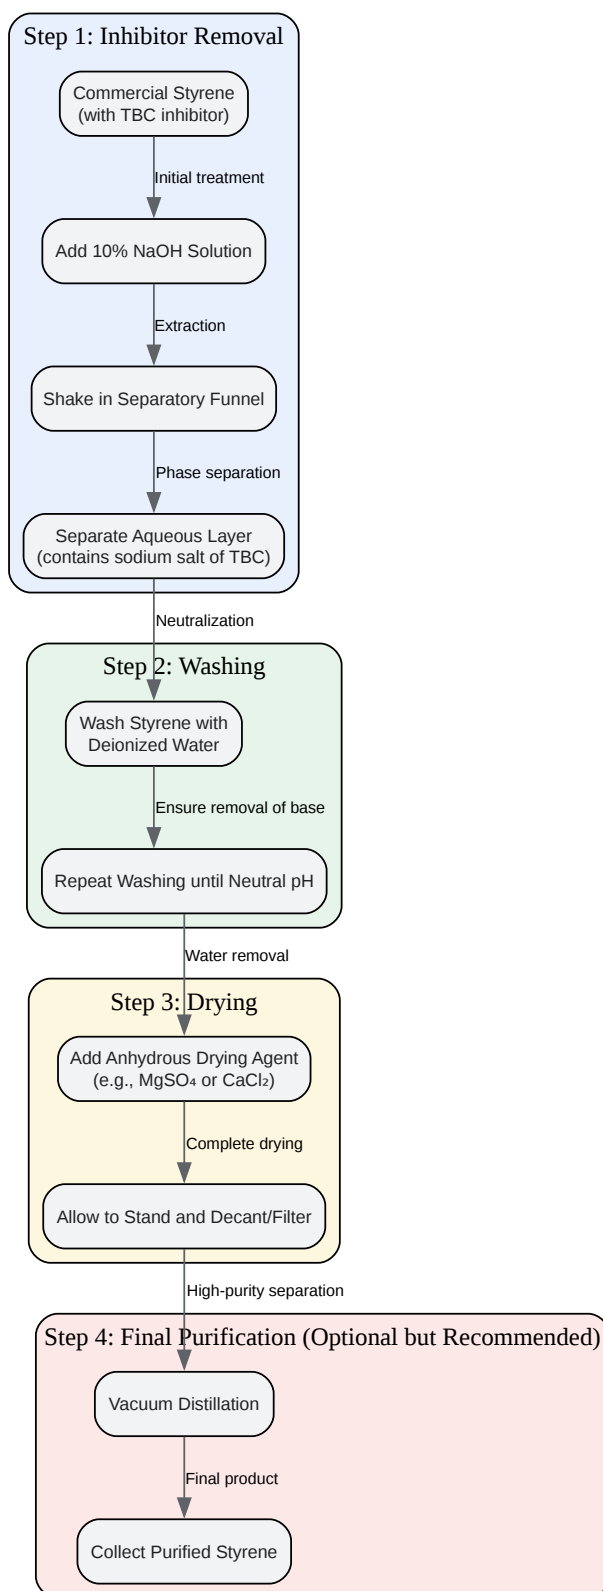 Step 1: Inhibitor Removal
Commercial Styrene
(with TBC inhibitor)
Initial treatment
Add 10% NaOH Solution
Extraction
Shake in Separatory Funnel
Phase separation
Separate Aqueous Layer
(contains sodium salt of TBC)
Neutralization
Step 2: Washing
Wash Styrene with
Deionized Water
Ensure removal of base
Repeat Washing until Neutral pH
Water removal
Step 3: Drying
Add Anhydrous Drying Agent
(e.g., MgSO₄ or CaCl₂)
Complete drying
Allow to Stand and Decant/Filter
High-purity separation
Step 4: Final Purification (Optional but Recommended)
Vacuum Distillation
Final product
Collect Purified Styrene